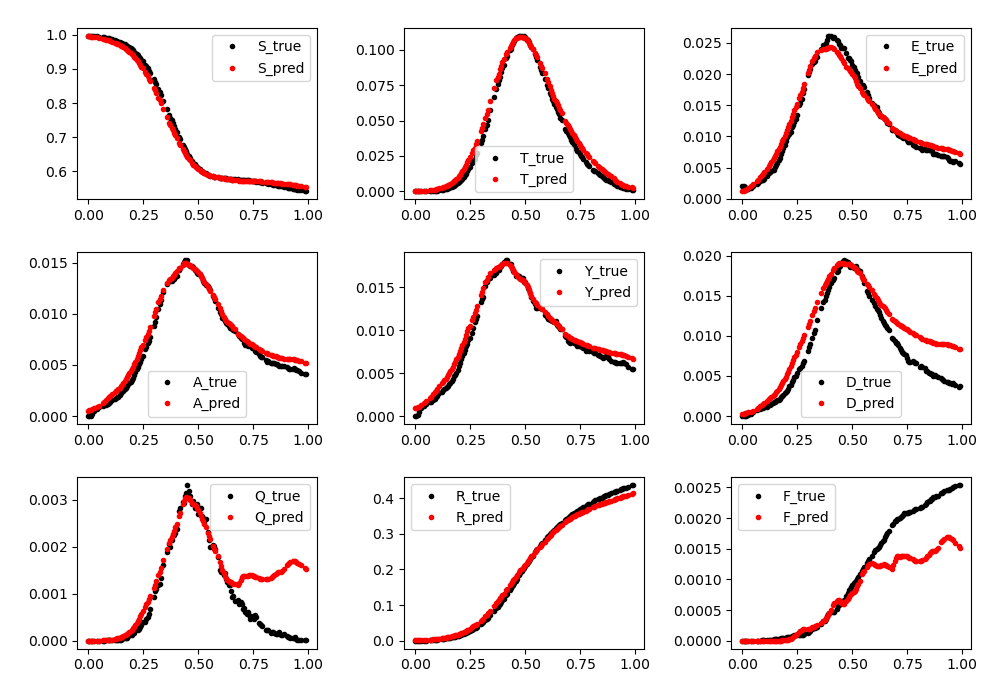 1.0
0.9
0.8
0.7
0.6
S_true
S_pred
0.00 0.25 0.50 0.75 1.00
0.100
0.075
0.050
0.025
0.000
T_true
T_pred
0.00 0.25 0.50 0.75 1.00
0.025
0.020
0.015
0.010
0.005
0.000
E_true
E_pred
0.00 0.25 0.50 0.75 1.00
0.015
0.010
0.005
0.000
A_true
A_pred
0.00 0.25 0.50 0.75 1.00
0.015
0.010
0.005
0.000
Y_true
Y_pred
0.00 0.25 0.50 0.75 1.00
0.020
0.015
0.010
0.005
0.000
D_true
D_pred
0.00 0.25 0.50 0.75 1.00
0.003
0.002
0.001
0.000
Q_true
Q_pred
0.00 0.25 0.50 0.75 1.00
0.4
0.3
0.2
0.1
0.0
R_true
R_pred
0.00 0.25 0.50 0.75 1.00
0.0025
0.0020
0.0015
0.0010
0.0005
0.0000
F_true
F_pred
0.00 0.25 0.50 0.75 1.00